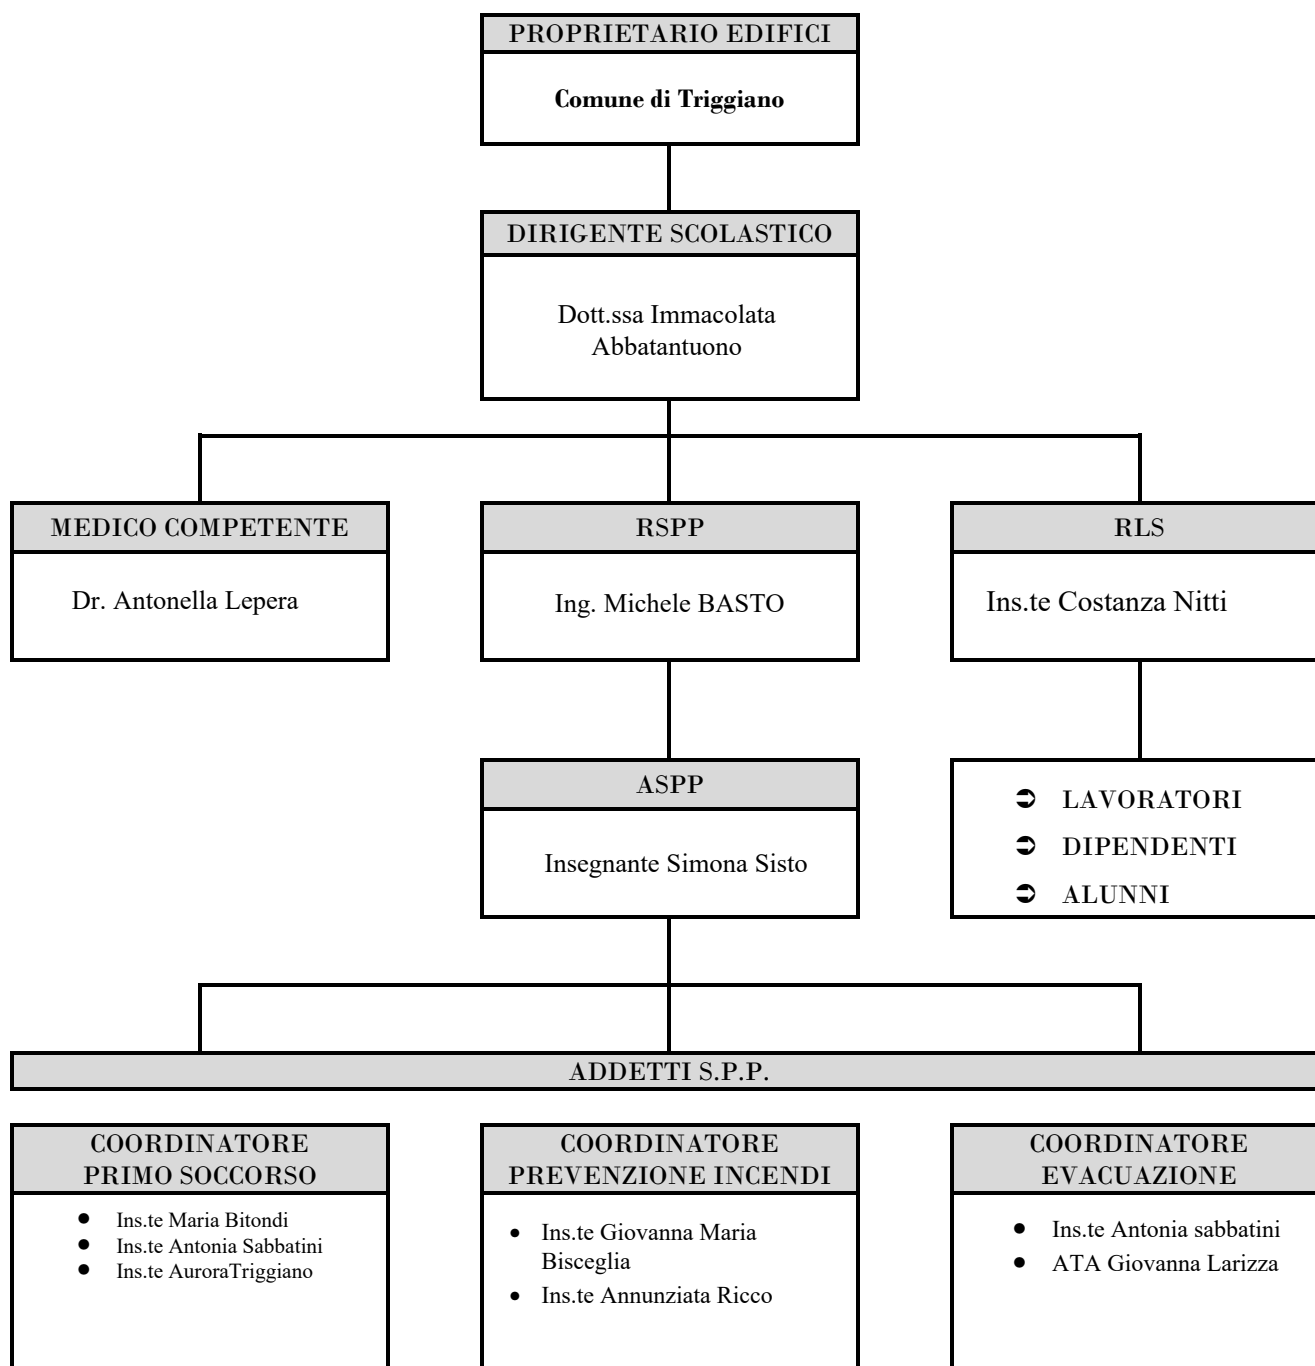 PROPRIETARIO EDIFICI
Comune di Triggiano
DIRIGENTE SCOLASTICO
Dott.ssa Immacolata
Abbatantuono
MEDICO COMPETENTE
Dr. Antonella Lepera
RSPP
Ing. Michele BASTO
RLS
Ins.te Costanza Nitti
ASPP
Insegnante Simona Sisto
➲ LAVORATORI
➲ DIPENDENTI
➲ ALUNNI
ADDETTI S.P.P.
COORDINATORE
PRIMO SOCCORSO
● Ins.te Maria Bitondi
● Ins.te Antonia Sabbatini
● Ins.te AuroraTriggiano
COORDINATORE
PREVENZIONE INCENDI
• Ins.te Giovanna Maria
Bisceglia
• Ins.te Annunziata Ricco
COORDINATORE
EVACUAZIONE
● Ins.te Antonia sabbatini
● ATA Giovanna Larizza